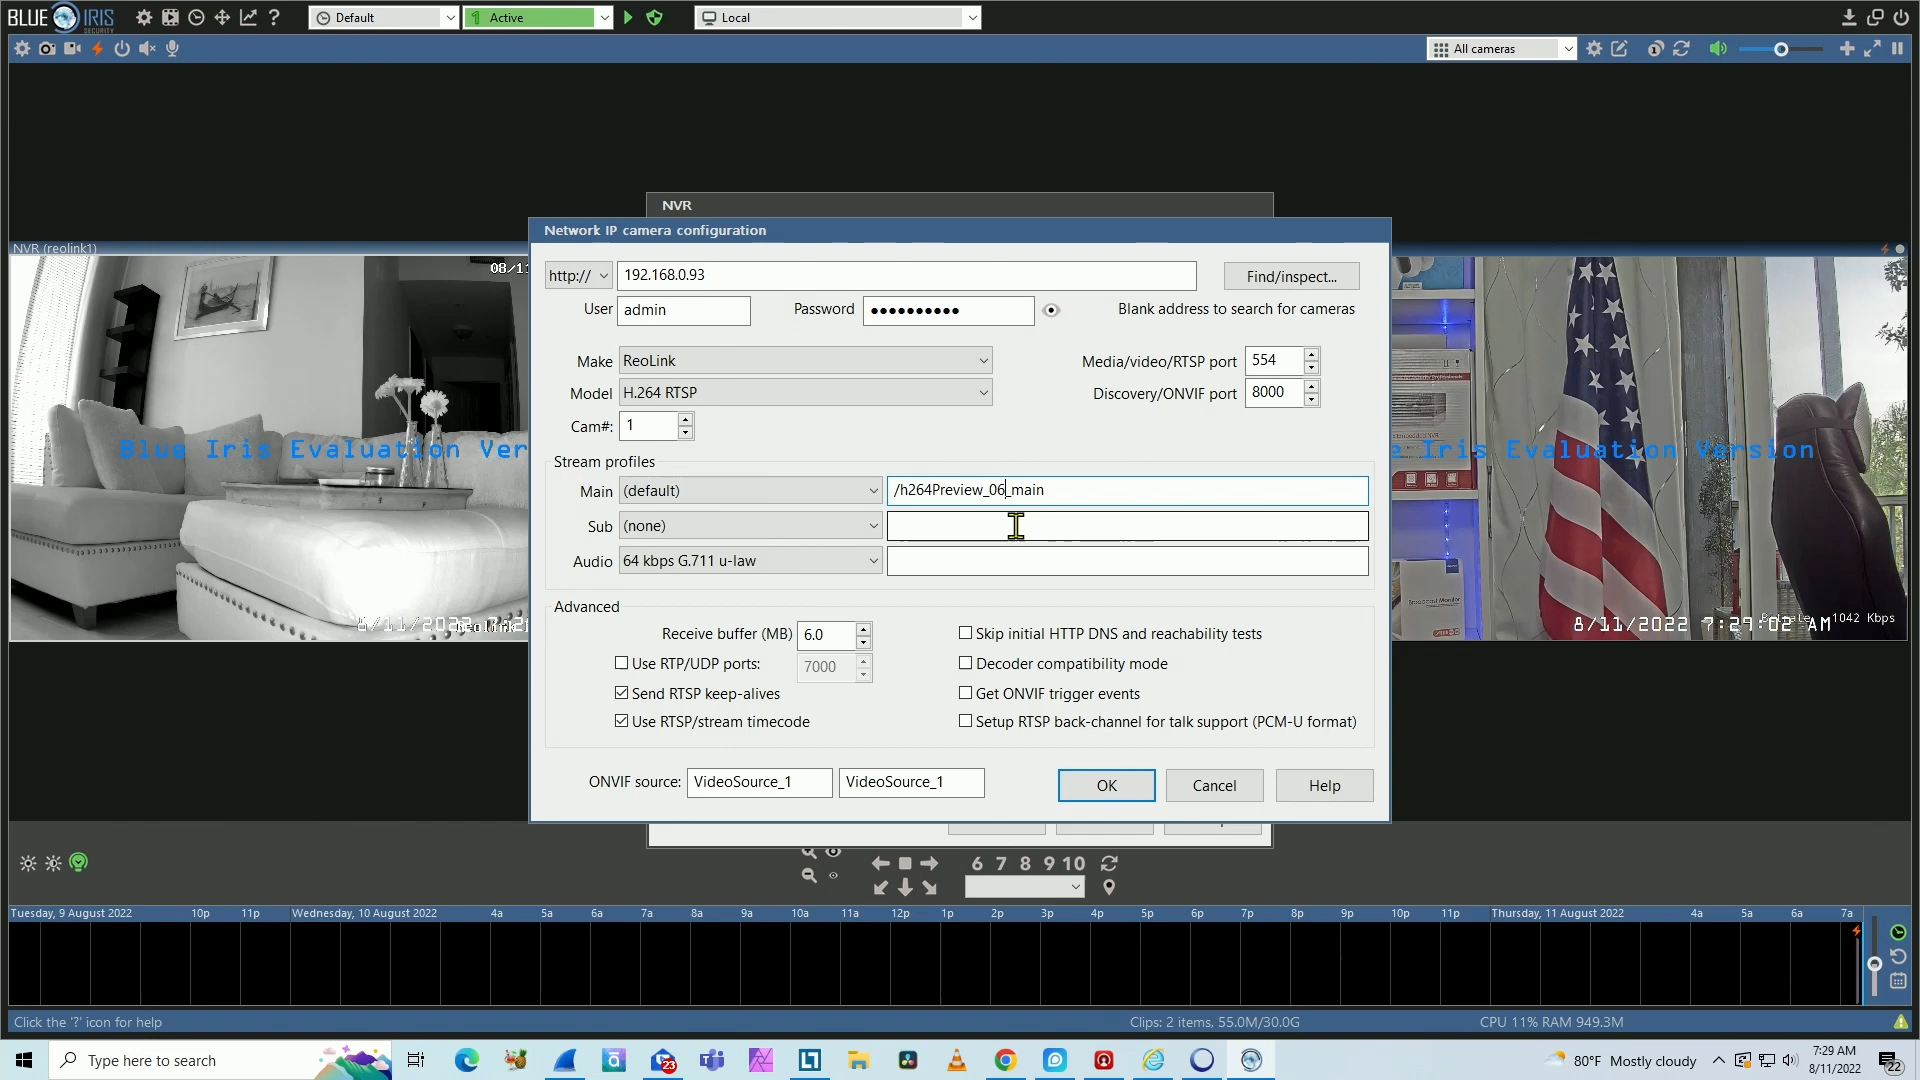 BLUE IRIS
SECURITY
Default
1 Active
Local
All cameras
NVR
Network IP camera configuration
NVR (reolink1)
08/11
http://
192.168.0.93
Find/inspect...
User
admin
Password
●●●●●●●●●●
Blank address to search for cameras
Make
ReoLink
Media/video/RTSP port
554
Model
H.264 RTSP
Discovery/ONVIF port
8000
Cam#:
1
Blue Iris Evaluation Ver
e Iris Evaluation Version
Stream profiles
Main
(default)
/h264Preview_06_main
Sub
(none)
Audio
64 kbps G.711 u-law
Advanced
Receive buffer (MB)
6.0
Skip initial HTTP DNS and reachability tests
Use RTP/UDP ports:
7000
Decoder compatibility mode
Send RTSP keep-alives
Get ONVIF trigger events
Use RTSP/stream timecode
Setup RTSP back-channel for talk support (PCM-U format)
8/11/2022 7:29:02 AM
1042 Kbps
ONVIF source:
VideoSource_1
VideoSource_1
OK
Cancel
Help
6 7 8 9 10
Tuesday, 9 August 2022 10p 11p Wednesday, 10 August 2022 4a 5a 6a 7a 8a 9a 10a 11a 12p 1p 2p 3p 4p 5p 6p 7p 8p 9p 10p 11p Thursday, 11 August 2022 4a 5a 6a 7a
Click the '?' icon for help
Clips: 2 items, 55.0M/30.0G
CPU 11% RAM 949.3M
Type here to search
23
80°F Mostly cloudy
7:29 AM
8/11/2022
22